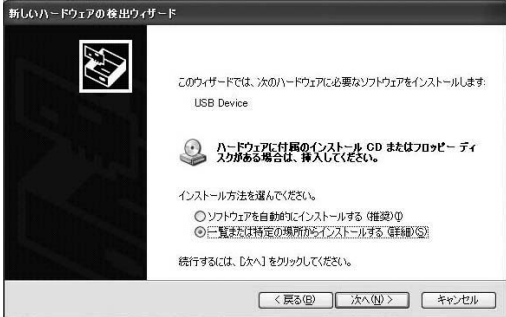 新しいハードウェアの検出ウィザード
このウィザードでは、次のハードウェアに必要なソフトウェアをインストールします:
USB Device
ハードウェアに付属のインストール CD またはフロッピー ディ
スクがある場合は、挿入してください。
インストール方法を選んでください。
ソフトウェアを自動的にインストールする (推奨)(I)
一覧または特定の場所からインストールする (詳細)(S)
続行するには、[次へ] をクリックしてください。
< 戻る(B)
次へ(N) >
キャンセル